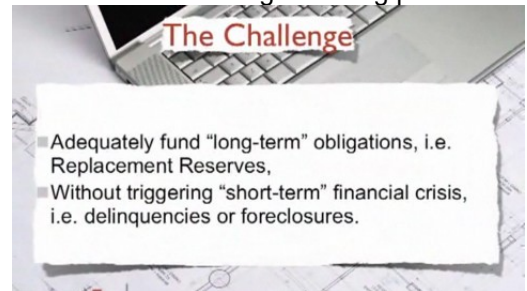 The Challenge
Adequately fund “long-term” obligations, i.e.
Replacement Reserves,
Without triggering “short-term” financial crisis,
i.e. delinquencies or foreclosures.